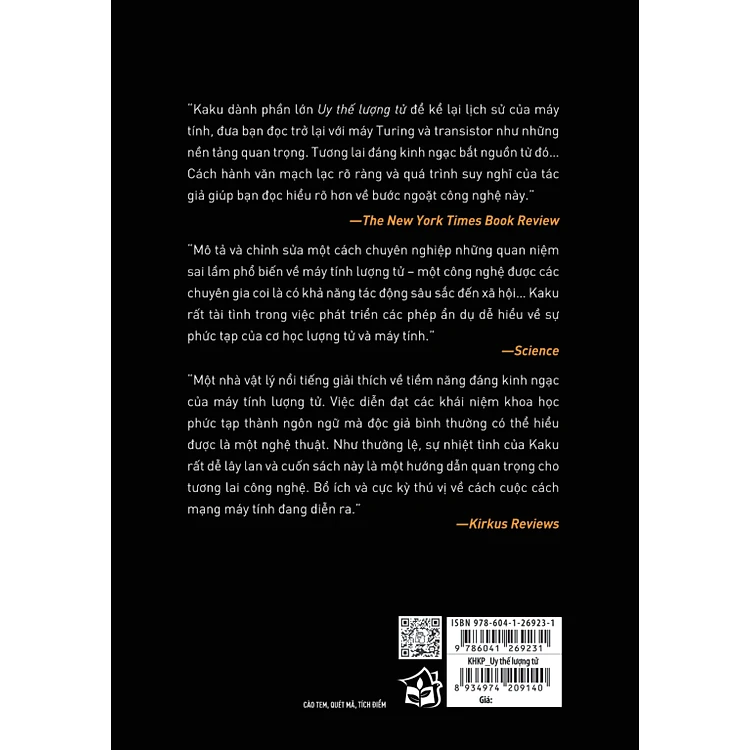 “Kaku dành phần lớn Uy thế lượng tử để kể lại lịch sử của máy
tính, đưa bạn đọc trở lại với máy Turing và transistor như những
nền tảng quan trọng. Tương lai đáng kinh ngạc bắt nguồn từ đó...
Cách hành văn mạch lạc rõ ràng và quá trình suy nghĩ của tác
giả giúp bạn đọc hiểu rõ hơn về bước ngoặt công nghệ này.”
—The New York Times Book Review
“Mô tả và chỉnh sửa một cách chuyên nghiệp những quan niệm
sai lầm phổ biến về máy tính lượng tử – một công nghệ được các
chuyên gia coi là có khả năng tác động sâu sắc đến xã hội... Kaku
rất tài tình trong việc phát triển các phép ẩn dụ dễ hiểu về sự
phức tạp của cơ học lượng tử và máy tính.”
—Science
“Một nhà vật lý nổi tiếng giải thích về tiềm năng đáng kinh ngạc
của máy tính lượng tử. Việc diễn đạt các khái niệm khoa học
phức tạp thành ngôn ngữ mà độc giả bình thường có thể hiểu
được là một nghệ thuật. Như thường lệ, sự nhiệt tình của Kaku
rất dễ lây lan và cuốn sách này là một hướng dẫn quan trọng cho
tương lai công nghệ. Bổ ích và cực kỳ thú vị về cách cuộc cách
mạng máy tính đang diễn ra.”
—Kirkus Reviews
ISBN 978-604-1-26923-1
9 786041 269231
KHKP_Uy thế lượng tử
8 934974 209140
Giá:
CÀO TEM, QUÉT MÃ, TÍCH ĐIỂM